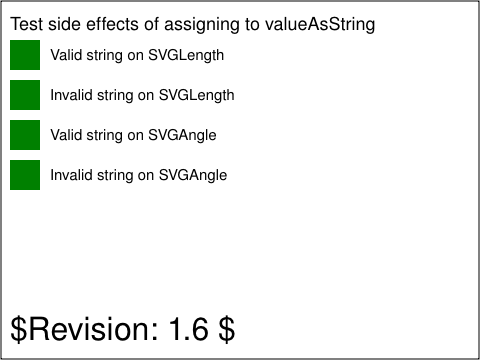 Test side effects of assigning to valueAsString
Valid string on SVGLength
Invalid string on SVGLength
Valid string on SVGAngle
Invalid string on SVGAngle
$Revision: 1.6 $